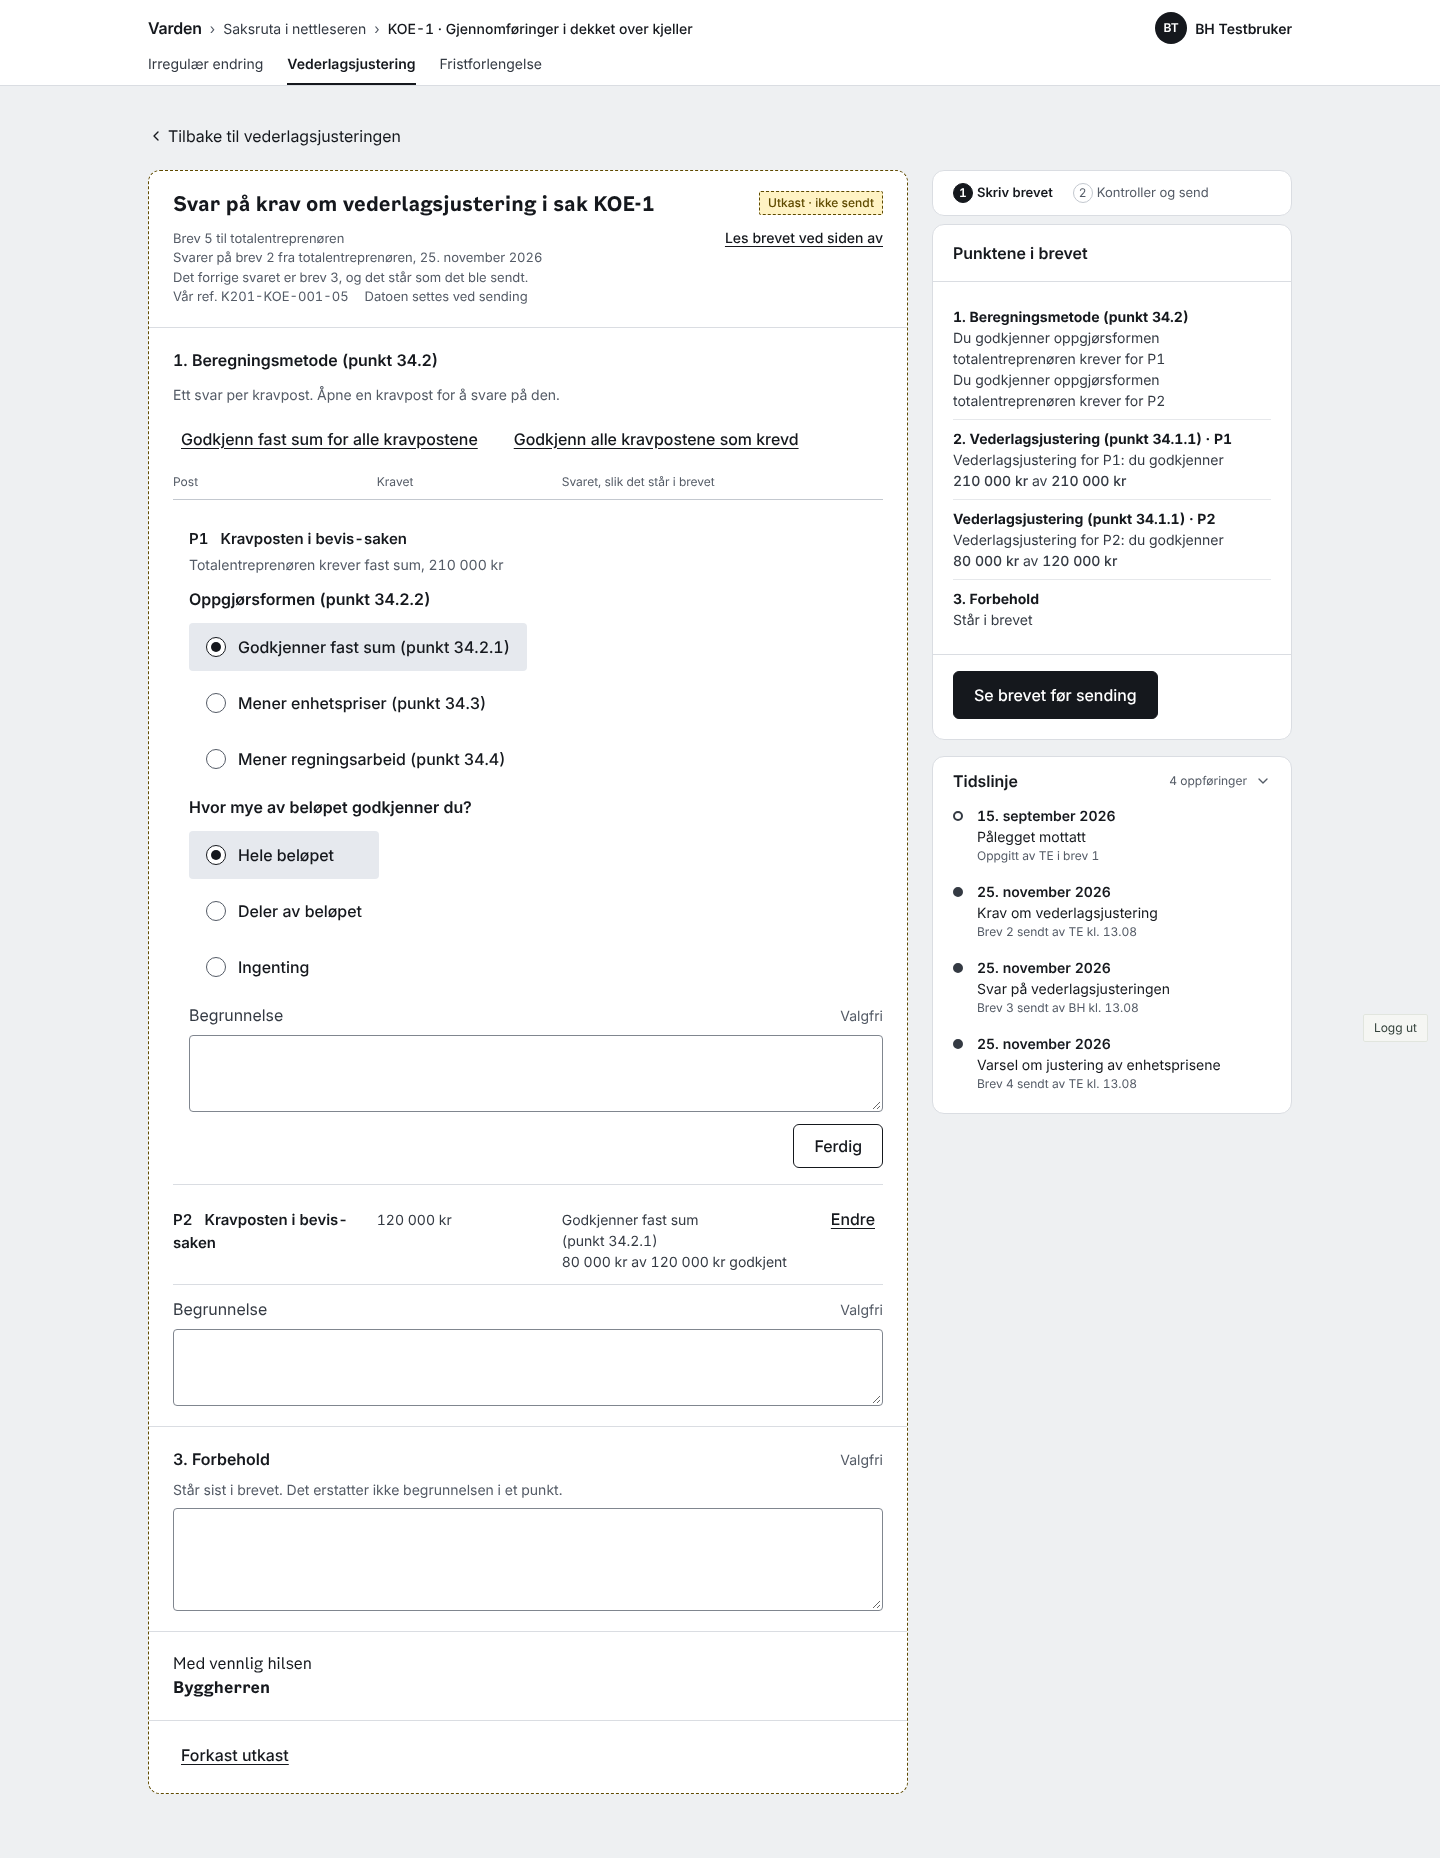 Varden › Saksruta i nettleseren › KOE-1 · Gjennomføringer i dekket over kjeller
BT BH Testbruker
Irregulær endring Vederlagsjustering Fristforlengelse
Tilbake til vederlagsjusteringen
Svar på krav om vederlagsjustering i sak KOE-1
Utkast · ikke sendt
Brev 5 til totalentreprenøren
Les brevet ved siden av
Svarer på brev 2 fra totalentreprenøren, 25. november 2026
Det forrige svaret er brev 3, og det står som det ble sendt.
Vår ref. K201-KOE-001-05 Datoen settes ved sending
1. Beregningsmetode (punkt 34.2)
Ett svar per kravpost. Åpne en kravpost for å svare på den.
Godkjenn fast sum for alle kravpostene Godkjenn alle kravpostene som krevd
Post Kravet Svaret, slik det står i brevet
P1 Kravposten i bevis-saken
Totalentreprenøren krever fast sum, 210 000 kr
Oppgjørsformen (punkt 34.2.2)
Godkjenner fast sum (punkt 34.2.1)
Mener enhetspriser (punkt 34.3)
Mener regningsarbeid (punkt 34.4)
Hvor mye av beløpet godkjenner du?
Hele beløpet
Deler av beløpet
Ingenting
Begrunnelse Valgfri
Ferdig
P2 Kravposten i bevis-
saken
120 000 kr
Godkjenner fast sum
(punkt 34.2.1)
80 000 kr av 120 000 kr godkjent
Endre
Begrunnelse Valgfri
3. Forbehold Valgfri
Står sist i brevet. Det erstatter ikke begrunnelsen i et punkt.
Med vennlig hilsen
Byggherren
Forkast utkast
1 Skriv brevet 2 Kontroller og send
Punktene i brevet
1. Beregningsmetode (punkt 34.2)
Du godkjenner oppgjørsformen
totalentreprenøren krever for P1
Du godkjenner oppgjørsformen
totalentreprenøren krever for P2
2. Vederlagsjustering (punkt 34.1.1) · P1
Vederlagsjustering for P1: du godkjenner
210 000 kr av 210 000 kr
Vederlagsjustering (punkt 34.1.1) · P2
Vederlagsjustering for P2: du godkjenner
80 000 kr av 120 000 kr
3. Forbehold
Står i brevet
Se brevet før sending
Tidslinje 4 oppføringer
15. september 2026
Pålegget mottatt
Oppgitt av TE i brev 1
25. november 2026
Krav om vederlagsjustering
Brev 2 sendt av TE kl. 13.08
25. november 2026
Svar på vederlagsjusteringen
Brev 3 sendt av BH kl. 13.08
25. november 2026
Varsel om justering av enhetsprisene
Brev 4 sendt av TE kl. 13.08
Logg ut